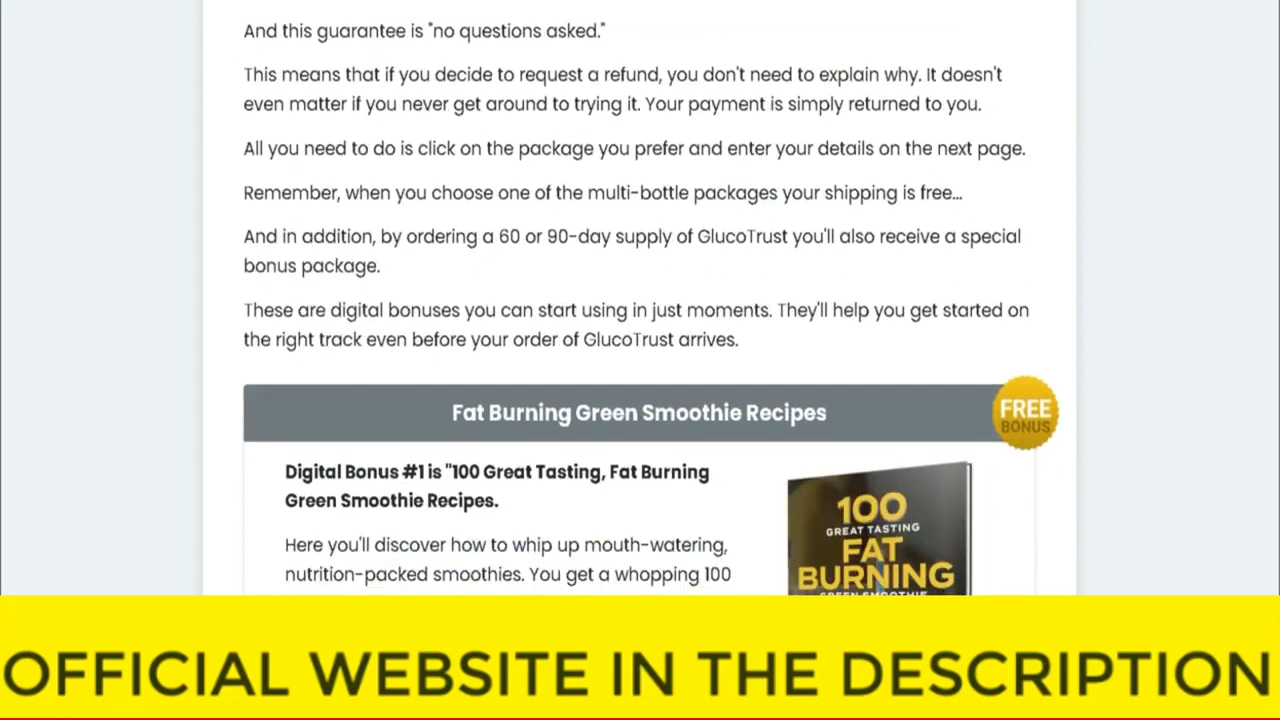 And this guarantee is "no questions asked."
This means that if you decide to request a refund, you don't need to explain why. It doesn't
even matter if you never get around to trying it. Your payment is simply returned to you.
All you need to do is click on the package you prefer and enter your details on the next page.
Remember, when you choose one of the multi-bottle packages your shipping is free...
And in addition, by ordering a 60 or 90-day supply of GlucoTrust you'll also receive a special
bonus package.
These are digital bonuses you can start using in just moments. They'll help you get started on
the right track even before your order of GlucoTrust arrives.
Fat Burning Green Smoothie Recipes
FREE
BONUS
Digital Bonus #1 is "100 Great Tasting, Fat Burning
Green Smoothie Recipes.
Here you'll discover how to whip up mouth-watering,
nutrition-packed smoothies. You get a whopping 100
100
GREAT TASTING
FAT
BURNING
GREEN SMOOTHIE
OFFICIAL WEBSITE IN THE DESCRIPTION